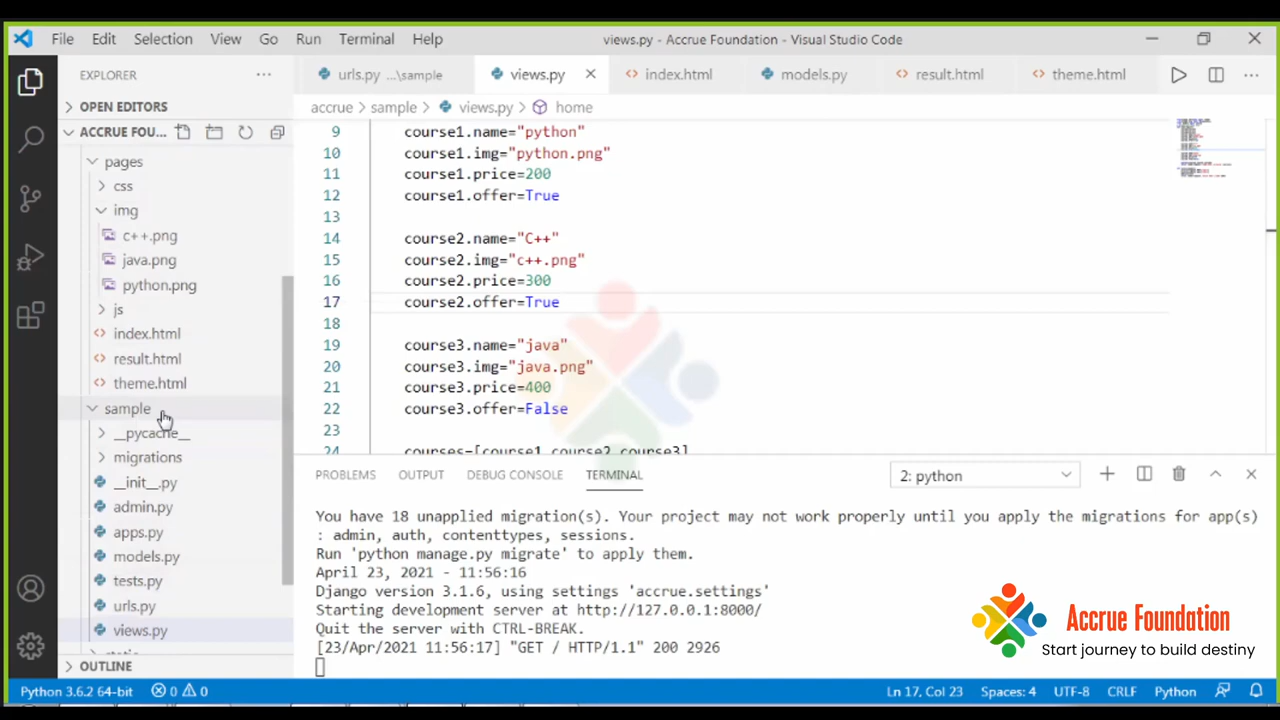 File Edit Selection View Go Run Terminal Help views.py - Accrue Foundation - Visual Studio Code
EXPLORER
urls.py ...\sample views.py index.html models.py result.html theme.html
OPEN EDITORS
ACCRUE FOU...
accrue > sample > views.py > home
pages
css
img
c++.png
java.png
python.png
js
index.html
result.html
theme.html
sample
__pycache__
migrations
__init__.py
admin.py
apps.py
models.py
tests.py
urls.py
views.py
OUTLINE
9 course1.name="python"
10 course1.img="python.png"
11 course1.price=200
12 course1.offer=True
13
14 course2.name="C++"
15 course2.img="c++.png"
16 course2.price=300
17 course2.offer=True
18
19 course3.name="java"
20 course3.img="java.png"
21 course3.price=400
22 course3.offer=False
23
24 courses=[course1,course2,course3]
PROBLEMS OUTPUT DEBUG CONSOLE TERMINAL 2: python
You have 18 unapplied migration(s). Your project may not work properly until you apply the migrations for app(s)
: admin, auth, contenttypes, sessions.
Run 'python manage.py migrate' to apply them.
April 23, 2021 - 11:56:16
Django version 3.1.6, using settings 'accrue.settings'
Starting development server at http://127.0.0.1:8000/
Quit the server with CTRL-BREAK.
[23/Apr/2021 11:56:17] "GET / HTTP/1.1" 200 2926
Accrue Foundation
Start journey to build destiny
Python 3.6.2 64-bit 0 0 Ln 17, Col 23 Spaces: 4 UTF-8 CRLF Python